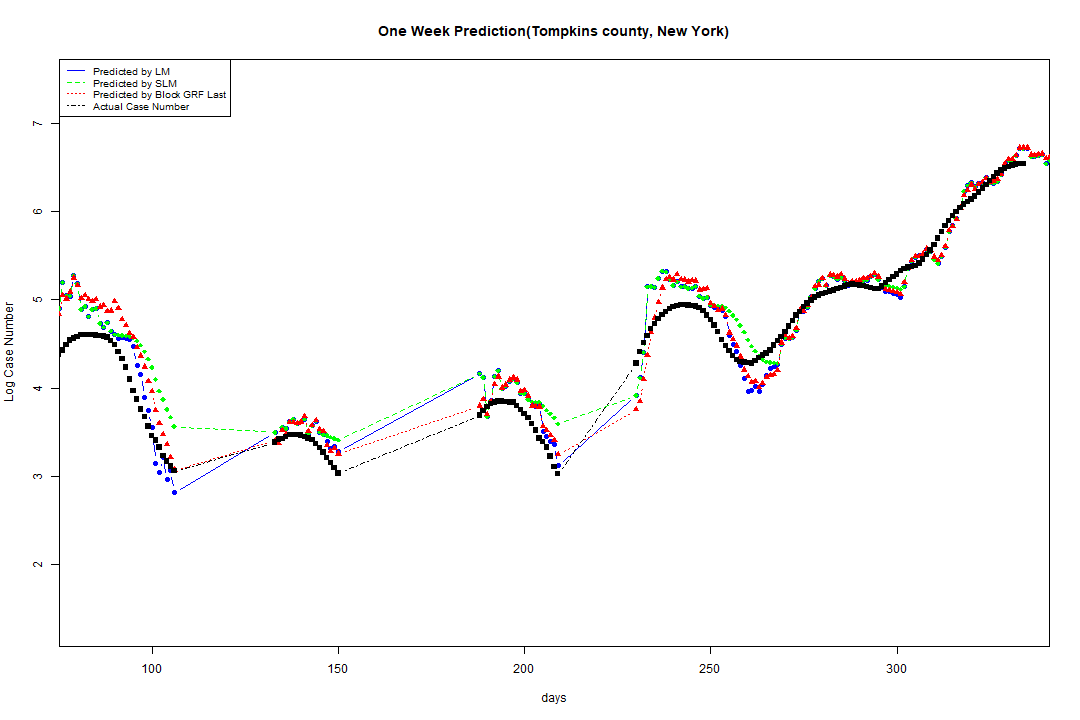 One Week Prediction(Tompkins county, New York)
Predicted by LM
Predicted by SLM
Predicted by Block GRF Last
Actual Case Number
Log Case Number
7
6
5
4
3
2
100 150 200 250 300
days